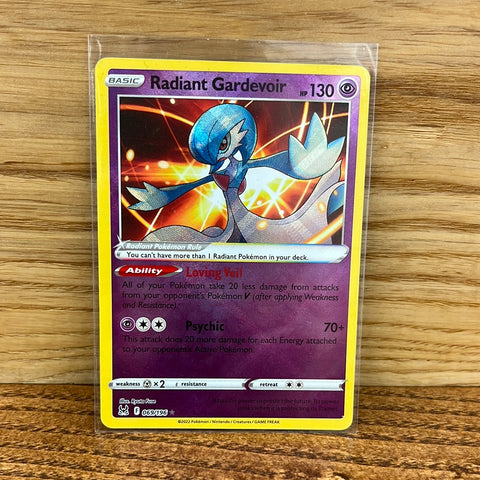 BASIC Radiant Gardevoir HP 130
Radiant Pokémon Rule
You can't have more than 1 Radiant Pokémon in your deck.
Ability Loving Veil
All of your Pokémon take 20 less damage from attacks
from your opponent's Pokémon V (after applying Weakness
and Resistance).
Psychic 70+
This attack does 20 more damage for each Energy attached
to your opponent's Active Pokémon.
weakness ×2 resistance retreat
Illus. Ryuta Fuse
F 069/196
©2022 Pokémon / Nintendo / Creatures / GAME FREAK